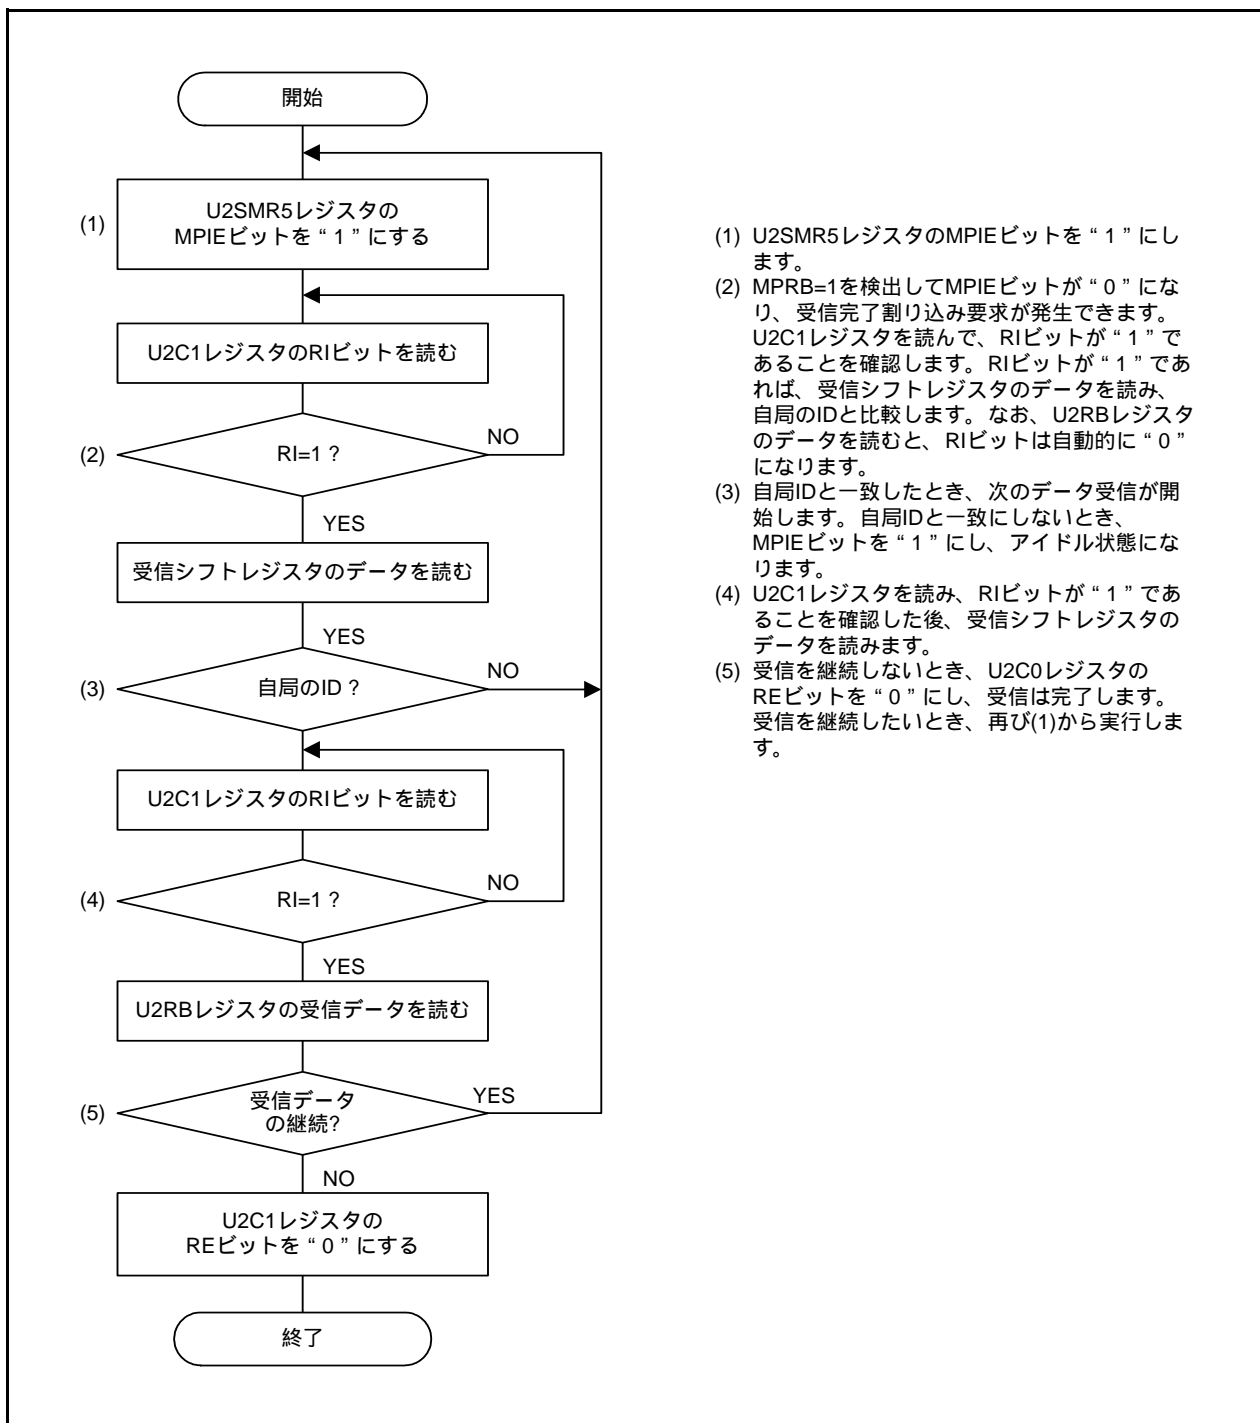 開始
(1)
U2SMR5レジスタの
MPIEビットを“1”にする
U2C1レジスタのRIビットを読む
(2)
RI=1 ?
NO
YES
受信シフトレジスタのデータを読む
YES
(3)
自局のID ?
NO
U2C1レジスタのRIビットを読む
(4)
RI=1 ?
NO
YES
U2RBレジスタの受信データを読む
(5)
受信データ
の継続?
YES
NO
U2C1レジスタの
REビットを“0”にする
終了
(1) U2SMR5レジスタのMPIEビットを“1”にし
ます。
(2) MPRB=1を検出してMPIEビットが“0”にな
り、受信完了割り込み要求が発生できます。
U2C1レジスタを読んで、RIビットが“1”で
あることを確認します。RIビットが“1”であ
れば、受信シフトレジスタのデータを読み、
自局のIDと比較します。なお、U2RBレジスタ
のデータを読むと、RIビットは自動的に“0”
になります。
(3) 自局IDと一致したとき、次のデータ受信が開
始します。自局IDと一致にしないとき、
MPIEビットを“1”にし、アイドル状態にな
ります。
(4) U2C1レジスタを読み、RIビットが“1”であ
ることを確認した後、受信シフトレジスタの
データを読みます。
(5) 受信を継続しないとき、U2C0レジスタの
REビットを“0”にし、受信は完了します。
受信を継続したいとき、再び(1)から実行しま
す。